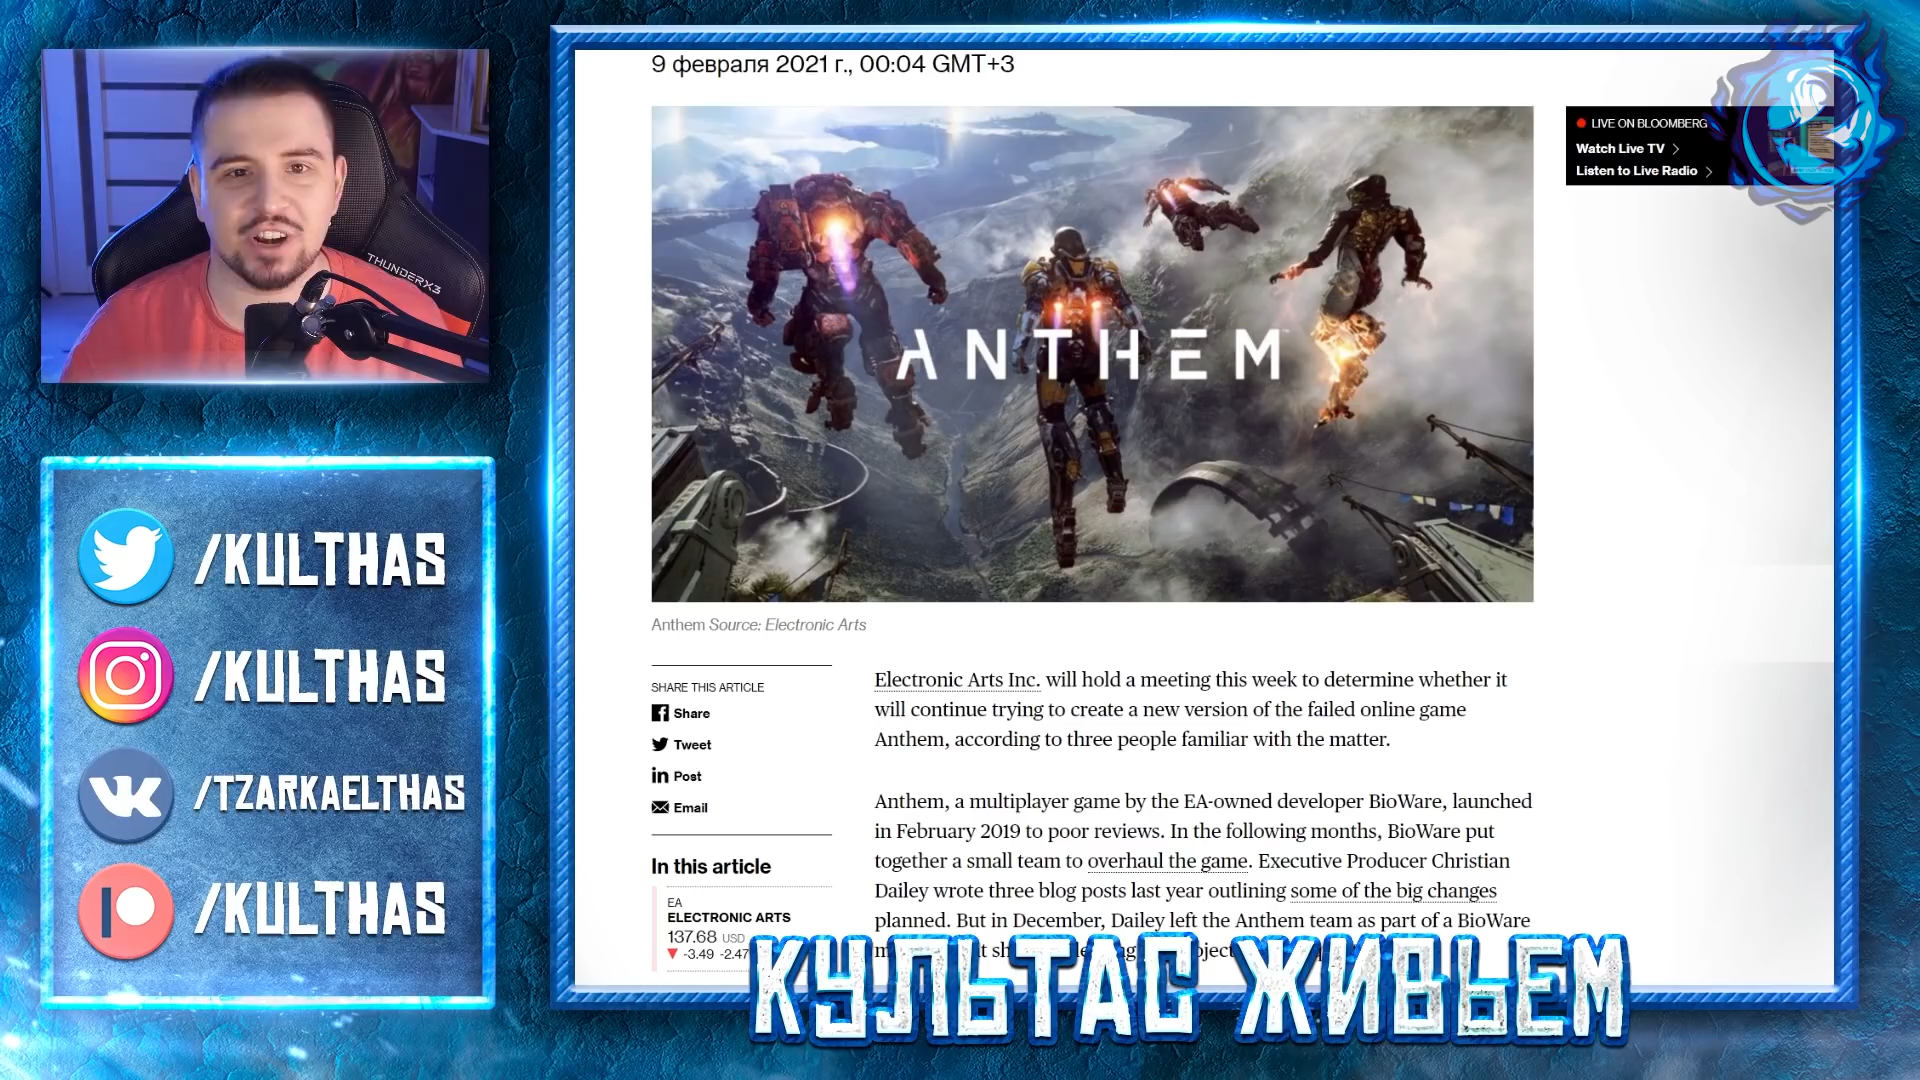 THUNDERX3
/KULTHAS
/KULTHAS
/TZARKAELTHAS
/KULTHAS
9 февраля 2021 г., 00:04 GMT+3
ANTHEM
LIVE ON BLOOMBERG
Watch Live TV
Listen to Live Radio
Anthem Source: Electronic Arts
SHARE THIS ARTICLE
Share
Tweet
Post
Email
In this article
EA
ELECTRONIC ARTS
137.68 USD
-3.49 -2.47
Electronic Arts Inc. will hold a meeting this week to determine whether it
will continue trying to create a new version of the failed online game
Anthem, according to three people familiar with the matter.
Anthem, a multiplayer game by the EA-owned developer BioWare, launched
in February 2019 to poor reviews. In the following months, BioWare put
together a small team to overhaul the game. Executive Producer Christian
Dailey wrote three blog posts last year outlining some of the big changes
planned. But in December, Dailey left the Anthem team as part of a BioWare
КУЛЬТАС ЖИВЬЕМ